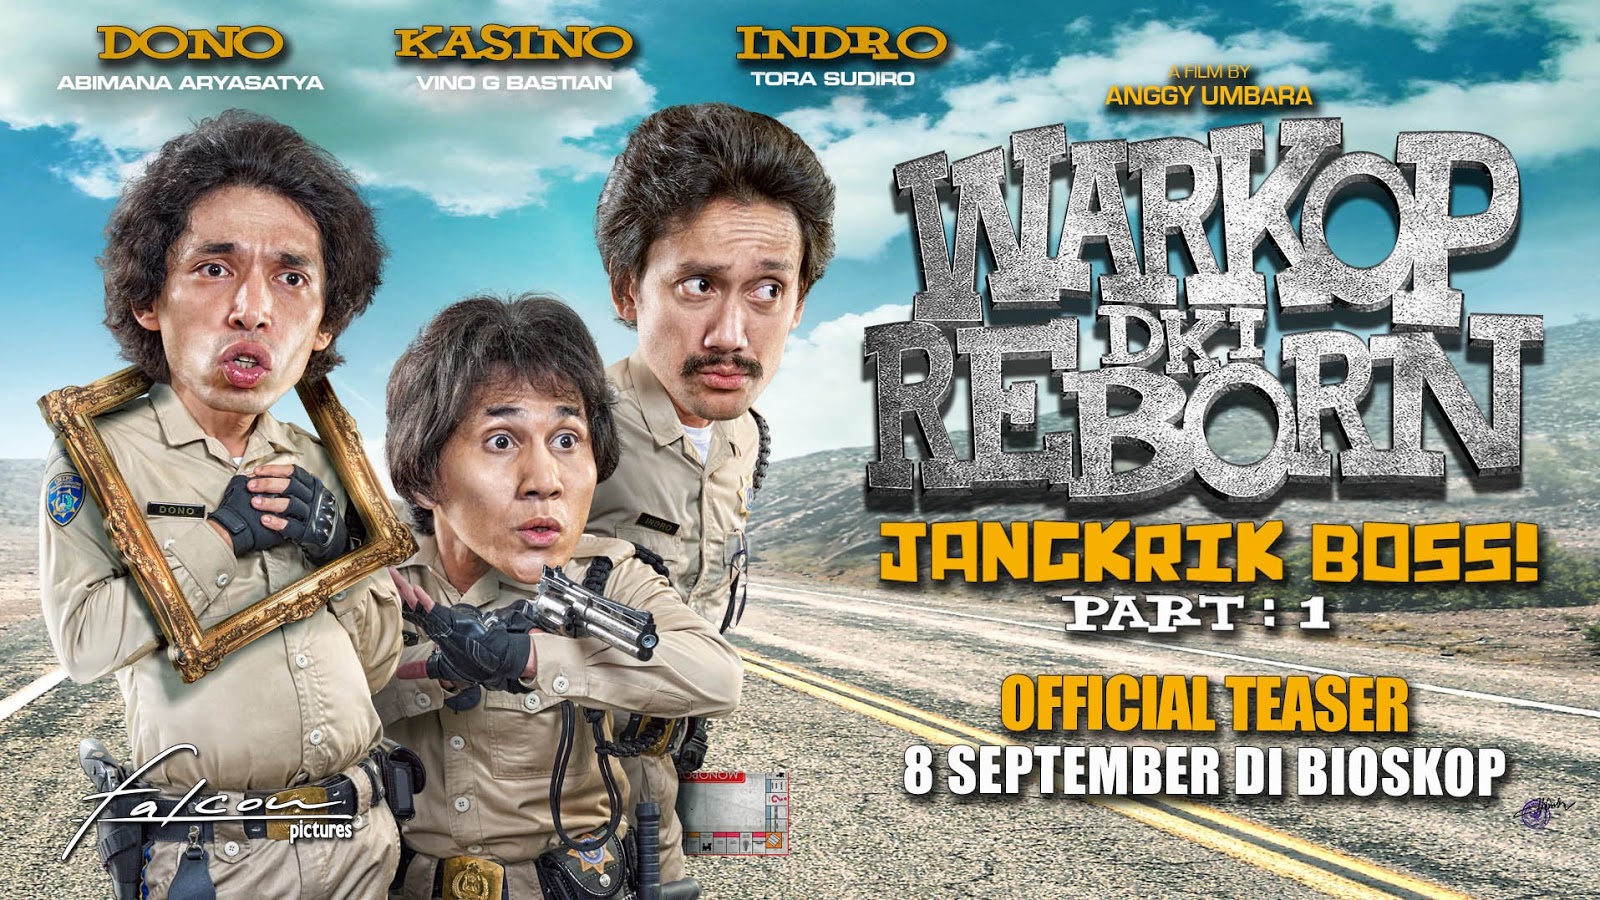 DONO
ABIMANA ARYASATYA
KASINO
VINO G BASTIAN
INDRO
TORA SUDIRO
A FILM BY
ANGGY UMBARA
WARKOP
DKI
REBORN
JANGKRIK BOSS!
PART : 1
OFFICIAL TEASER
8 SEPTEMBER DI BIOSKOP
DONO
INDRO
Falcon
pictures
MONOPO